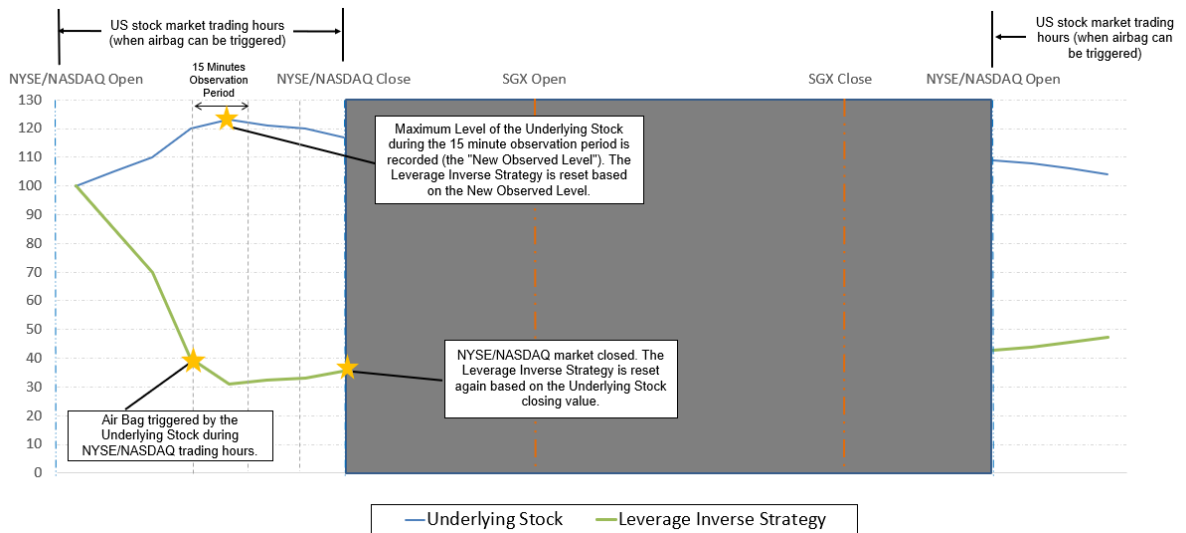 US stock market trading hours
(when airbag can be triggered)
US stock market trading
hours (when airbag can
be triggered)
15 Minutes
Observation
Period
NYSE/NASDAQ Open
NYSE/NASDAQ Close
SGX Open
SGX Close
NYSE/NASDAQ Open
130
120
110
100
90
80
70
60
50
40
30
20
10
0
Maximum Level of the Underlying Stock
during the 15 minute observation period is
recorded (the "New Observed Level"). The
Leverage Inverse Strategy is reset based
on the New Observed Level.
NYSE/NASDAQ market closed. The
Leverage Inverse Strategy is reset
again based on the Underlying Stock
closing value.
Air Bag triggered by the
Underlying Stock during
NYSE/NASDAQ trading hours.
Underlying Stock
Leverage Inverse Strategy